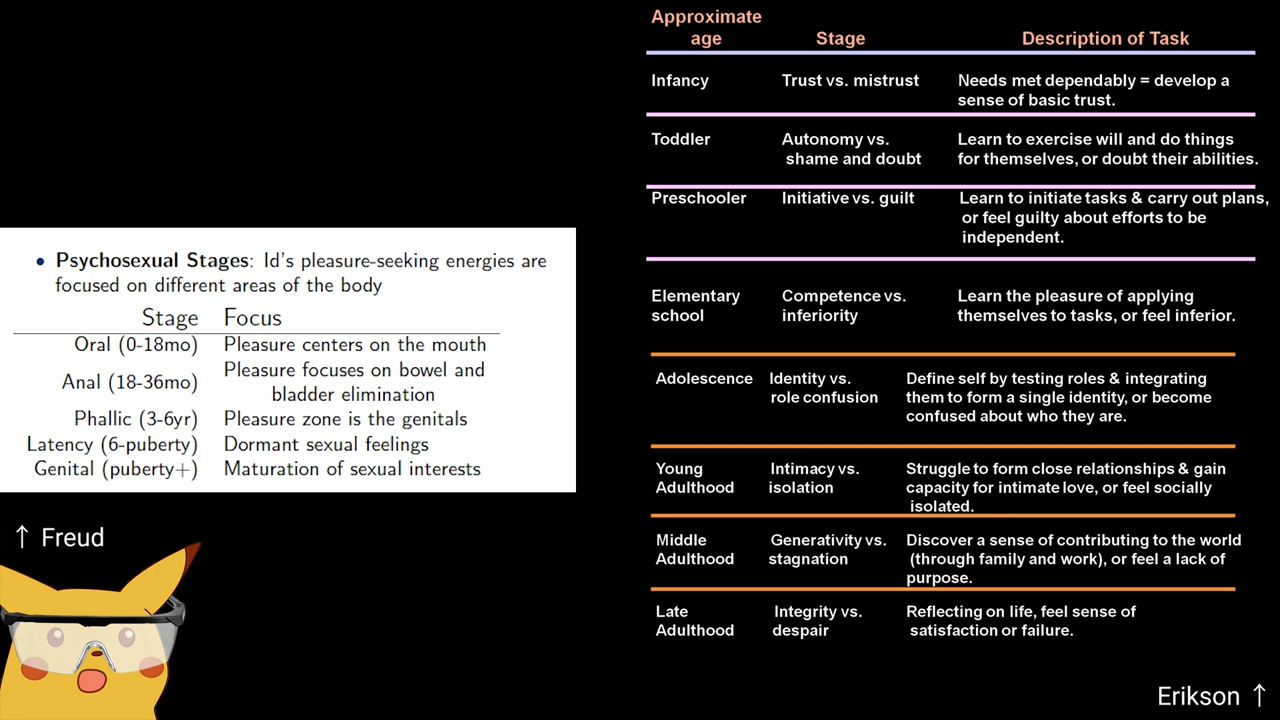 • Psychosexual Stages: Id's pleasure-seeking energies are
focused on different areas of the body
Stage Focus
Oral (0-18mo) Pleasure centers on the mouth
Anal (18-36mo) Pleasure focuses on bowel and
bladder elimination
Phallic (3-6yr) Pleasure zone is the genitals
Latency (6-puberty) Dormant sexual feelings
Genital (puberty+) Maturation of sexual interests
↑ Freud
Approximate
age Stage Description of Task
Infancy Trust vs. mistrust Needs met dependably = develop a
sense of basic trust.
Toddler Autonomy vs. Learn to exercise will and do things
shame and doubt for themselves, or doubt their abilities.
Preschooler Initiative vs. guilt Learn to initiate tasks & carry out plans,
or feel guilty about efforts to be
independent.
Elementary Competence vs. Learn the pleasure of applying
school inferiority themselves to tasks, or feel inferior.
Adolescence Identity vs. Define self by testing roles & integrating
role confusion them to form a single identity, or become
confused about who they are.
Young Intimacy vs. Struggle to form close relationships & gain
Adulthood isolation capacity for intimate love, or feel socially
isolated.
Middle Generativity vs. Discover a sense of contributing to the world
Adulthood stagnation (through family and work), or feel a lack of
purpose.
Late Integrity vs. Reflecting on life, feel sense of
Adulthood despair satisfaction or failure.
Erikson ↑